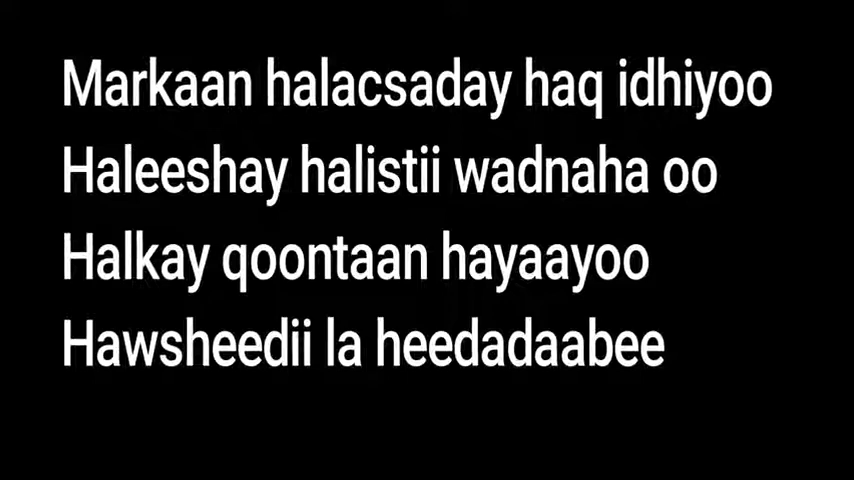 Markaan halacsaday haq idhiyoo
Haleeshay halistii wadnaha oo
Halkay qoontaan hayaayoo
Hawsheedii la heedadaabee